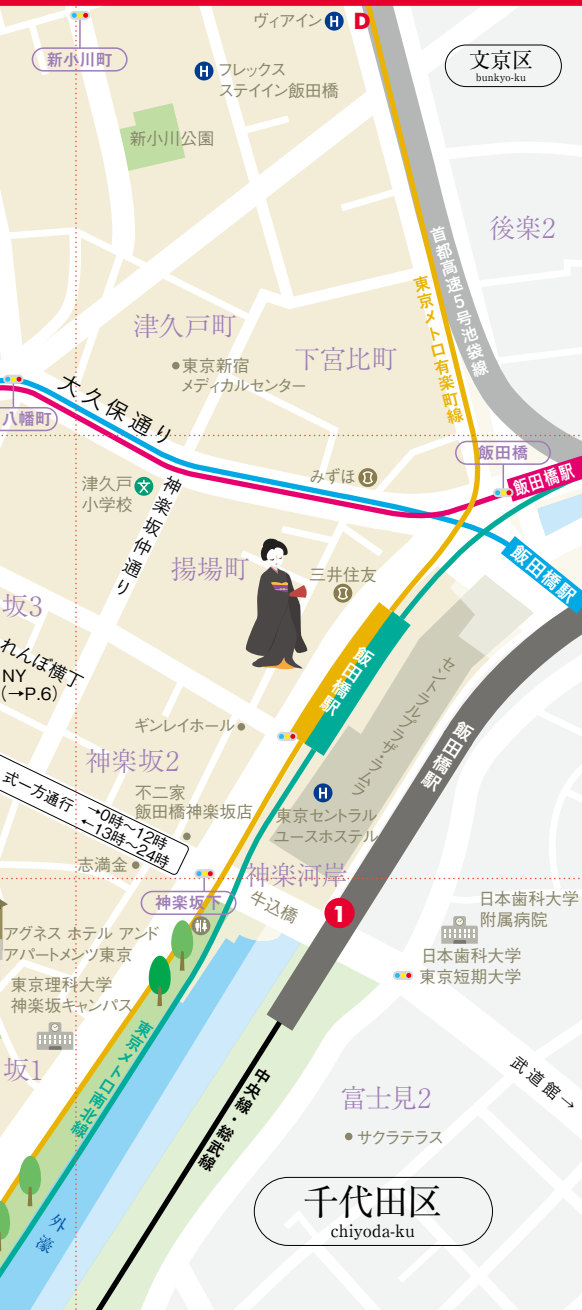 ヴィアイン H D
新小川町
文京区
bunkyo-ku
H フレックス
ステイイン飯田橋
新小川公園
後楽2
首都高速5号池袋線
東京メトロ有楽町線
津久戸町
下宮比町
東京新宿
メディカルセンター
大久保通り
八幡町
飯田橋
飯田橋駅
みずほ
津久戸
小学校
文
神楽坂仲通り
飯田橋駅
揚場町
三井住友
坂3
れんぼ横丁
NY
(→P.6)
飯田橋駅
セントラルプラザ・ラムラ
飯田橋駅
ギンレイホール
神楽坂2
式一方通行
→0時〜12時
←13時〜24時
不二家
飯田橋神楽坂店
H
東京セントラル
ユースホステル
志満金
神楽河岸
神楽坂下
牛込橋
1
日本歯科大学
附属病院
アグネス ホテル アンド
アパートメンツ東京
日本歯科大学
東京短期大学
東京理科大学
神楽坂キャンパス
東京メトロ南北線
坂1
中央線・総武線
武道館→
富士見2
サクラテラス
千代田区
chiyoda-ku
外濠